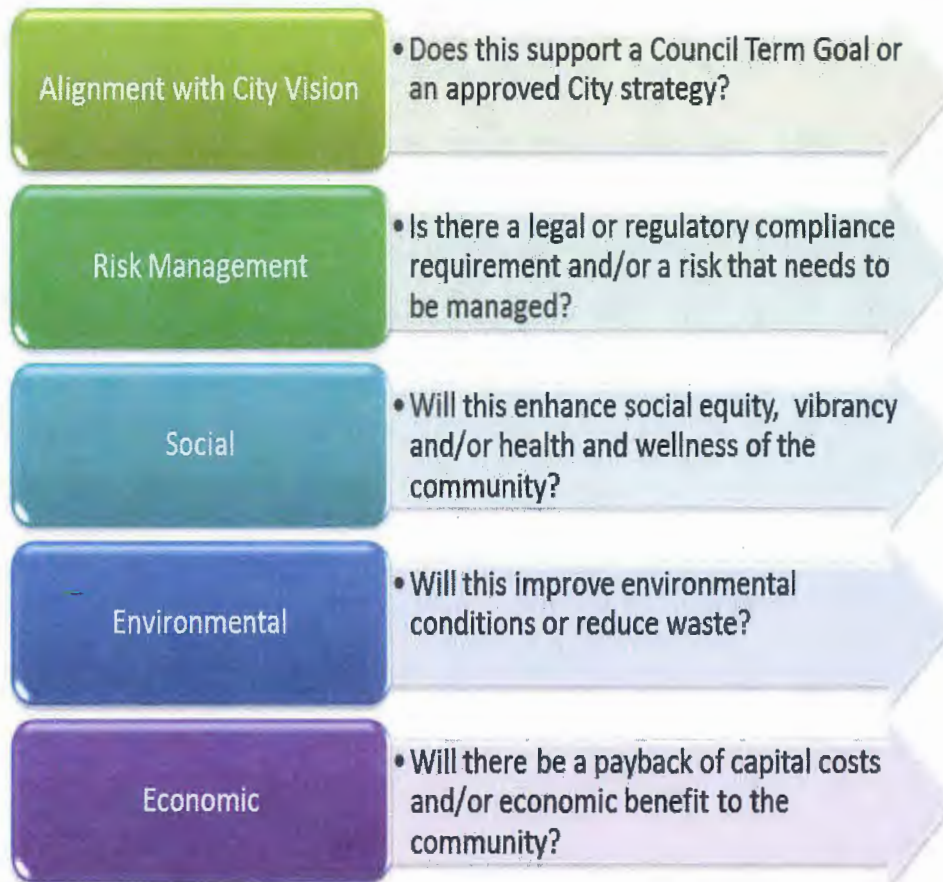 Alignment with City Vision
• Does this support a Council Term Goal or
an approved City strategy?
Risk Management
• Is there a legal or regulatory compliance
requirement and/or a risk that needs to
be managed?
Social
• Will this enhance social equity, vibrancy
and/or health and wellness of the
community?
Environmental
• Will this improve environmental
conditions or reduce waste?
Economic
• Will there be a payback of capital costs
and/or economic benefit to the
community?